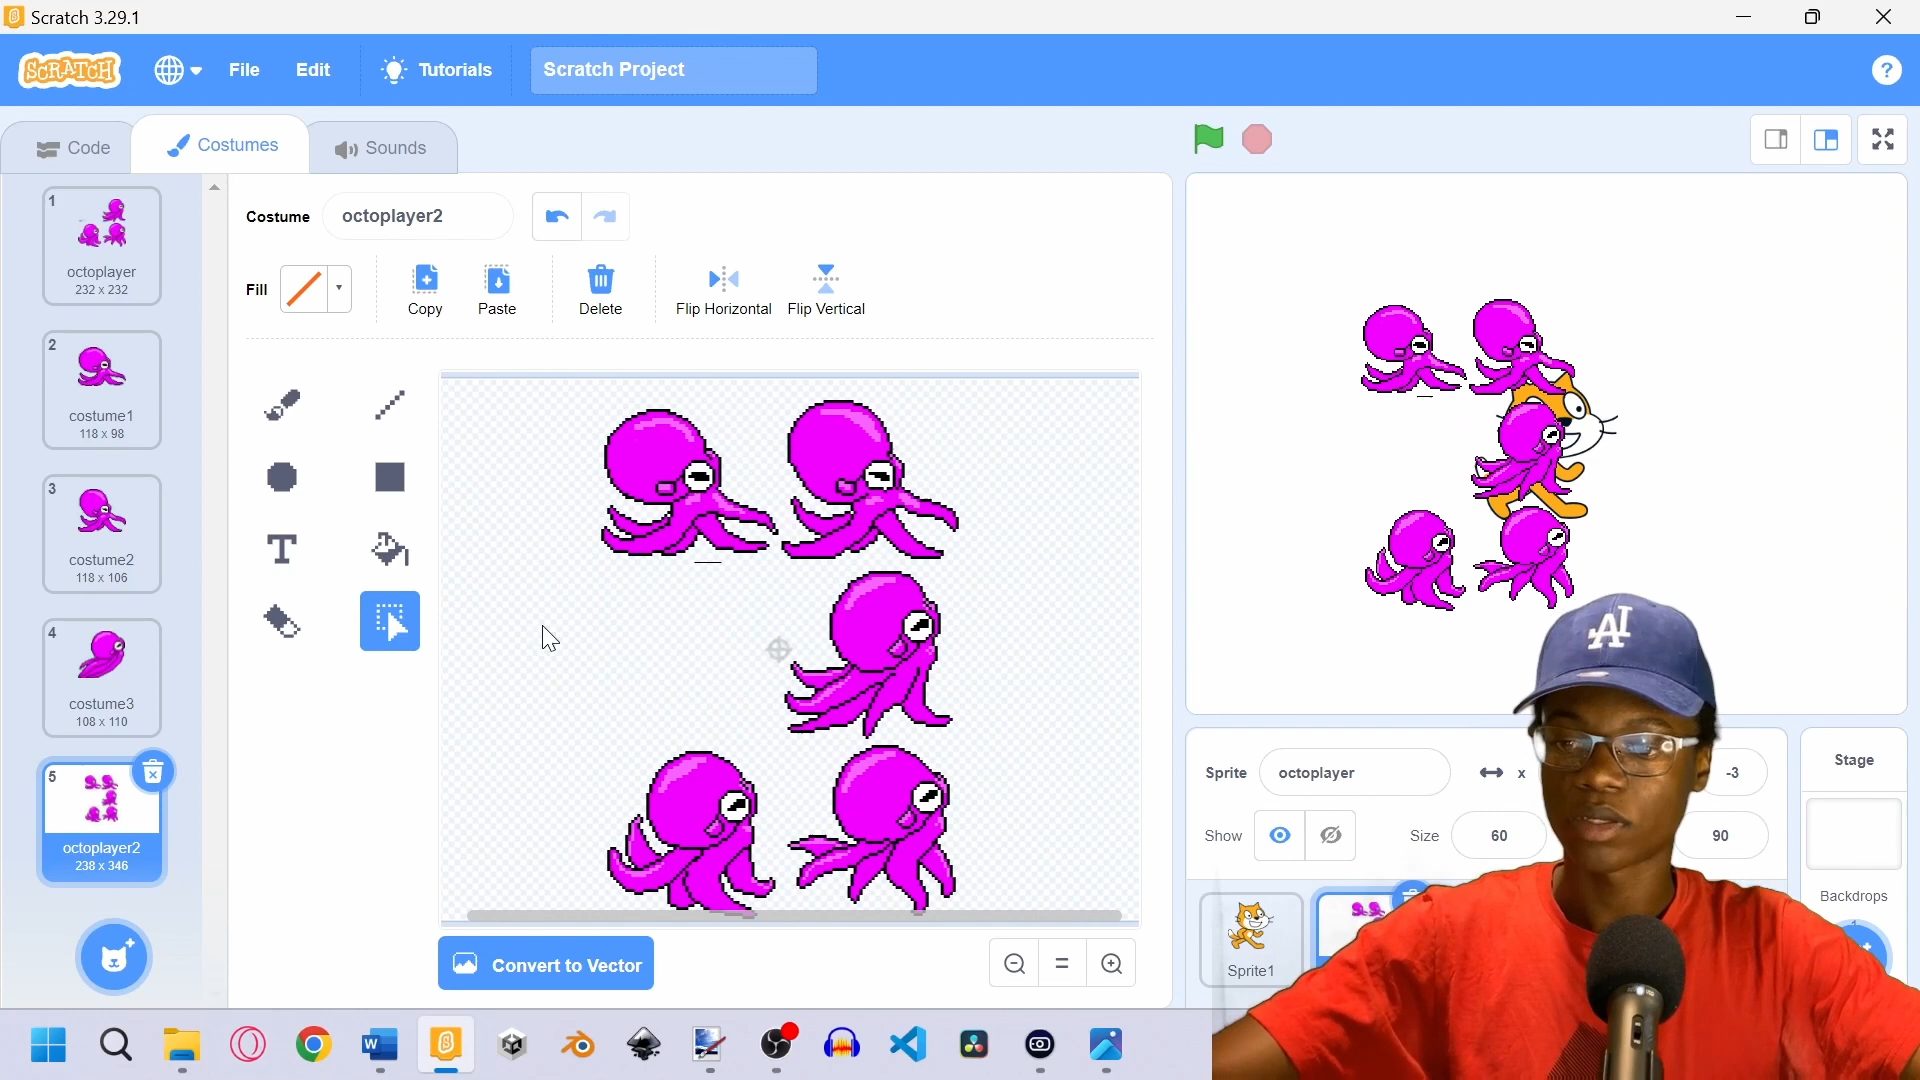 Scratch 3.29.1
SCRATCH
File
Edit
Tutorials
Scratch Project
?
Code
Costumes
Sounds
1
octoplayer
232 x 232
2
costume1
118 x 98
3
costume2
118 x 106
4
costume3
108 x 110
5
octoplayer2
238 x 346
Costume
octoplayer2
Fill
Copy
Paste
Delete
Flip Horizontal
Flip Vertical
T
Convert to Vector
=
Sprite
octoplayer
x
-3
Show
Size
60
90
Sprite1
Stage
Backdrops
1
W